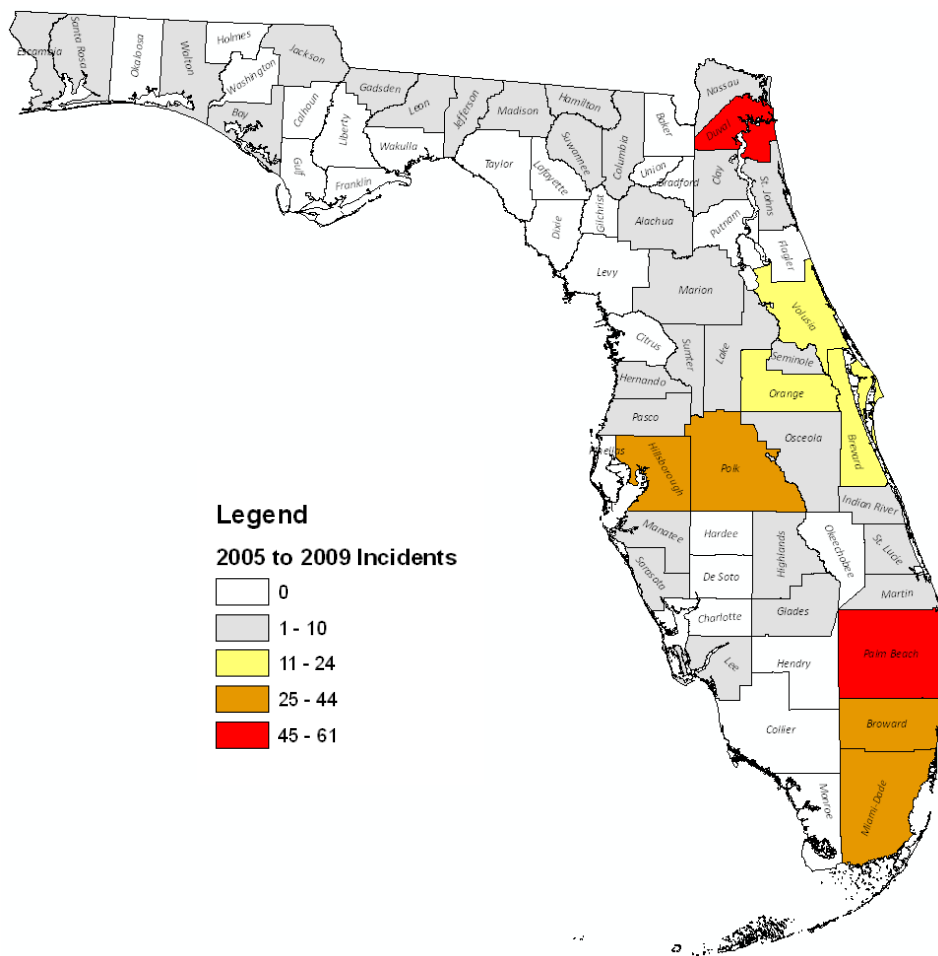 Escambia
Santa Rosa
Okaloosa
Walton
Holmes
Washington
Jackson
Bay
Calhoun
Gulf
Liberty
Franklin
Gadsden
Leon
Wakulla
Jefferson
Madison
Taylor
Hamilton
Suwannee
Lafayette
Dixie
Columbia
Gilchrist
Baker
Union
Bradford
Alachua
Levy
Nassau
Duval
Clay
St. Johns
Putnam
Flagler
Marion
Volusia
Citrus
Sumter
Lake
Seminole
Hernando
Orange
Pasco
Osceola
Brevard
Hillsborough
Polk
Indian River
Manatee
Hardee
Highlands
Okeechobee
St. Lucie
Sarasota
De Soto
Martin
Charlotte
Glades
Lee
Hendry
Palm Beach
Collier
Broward
Monroe
Miami-Dade
Legend
2005 to 2009 Incidents
0
1 - 10
11 - 24
25 - 44
45 - 61